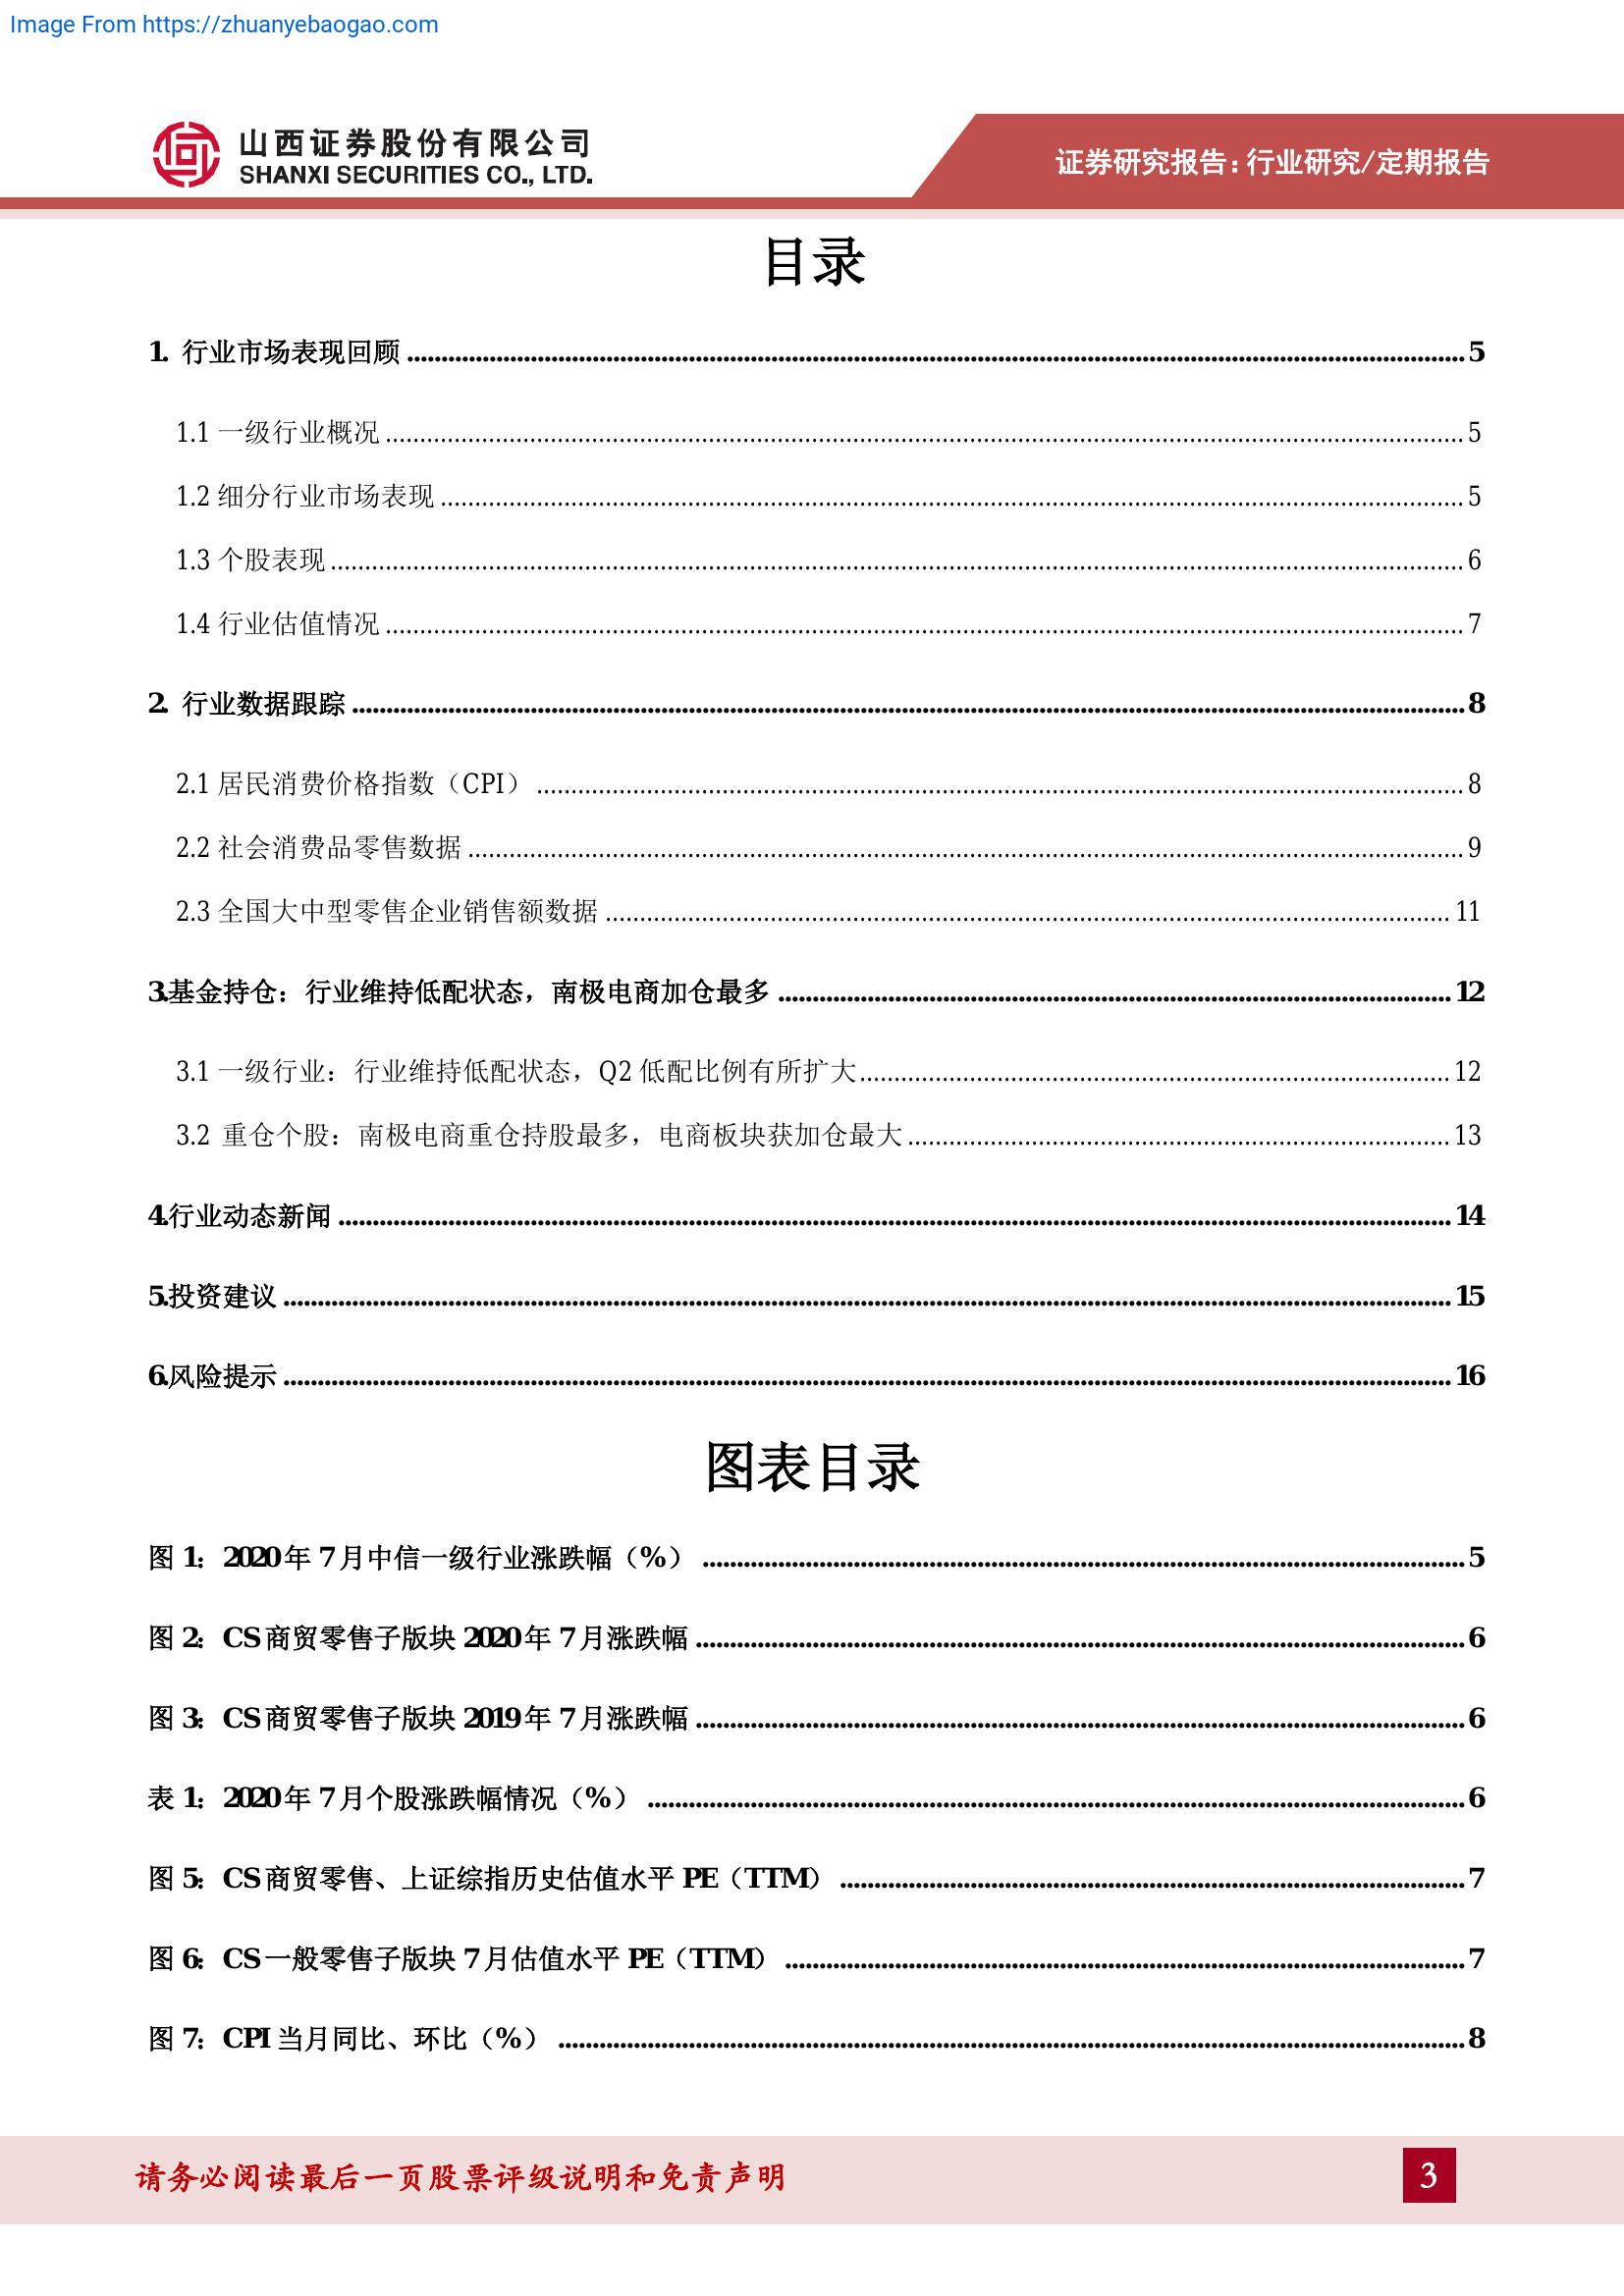 Image From https://zhuanyebaogao.com
山西证券股份有限公司
SHANXI SECURITIES CO., LTD.
证券研究报告:行业研究/定期报告
目录
1. 行业市场表现回顾 5
1.1 一级行业概况 5
1.2 细分行业市场表现 5
1.3 个股表现 6
1.4 行业估值情况 7
2. 行业数据跟踪 8
2.1 居民消费价格指数（CPI） 8
2.2 社会消费品零售数据 9
2.3 全国大中型零售企业销售额数据 11
3.基金持仓：行业维持低配状态，南极电商加仓最多 12
3.1 一级行业：行业维持低配状态，Q2 低配比例有所扩大 12
3.2 重仓个股：南极电商重仓持股最多，电商板块获加仓最大 13
4.行业动态新闻 14
5.投资建议 15
6.风险提示 16
图表目录
图 1：2020 年 7 月中信一级行业涨跌幅（%） 5
图 2：CS 商贸零售子版块 2020 年 7 月涨跌幅 6
图 3：CS 商贸零售子版块 2019 年 7 月涨跌幅 6
表 1：2020 年 7 月个股涨跌幅情况（%） 6
图 5：CS 商贸零售、上证综指历史估值水平 PE（TTM） 7
图 6：CS 一般零售子版块 7 月估值水平 PE（TTM） 7
图 7：CPI 当月同比、环比（%） 8
请务必阅读最后一页股票评级说明和免责声明
3